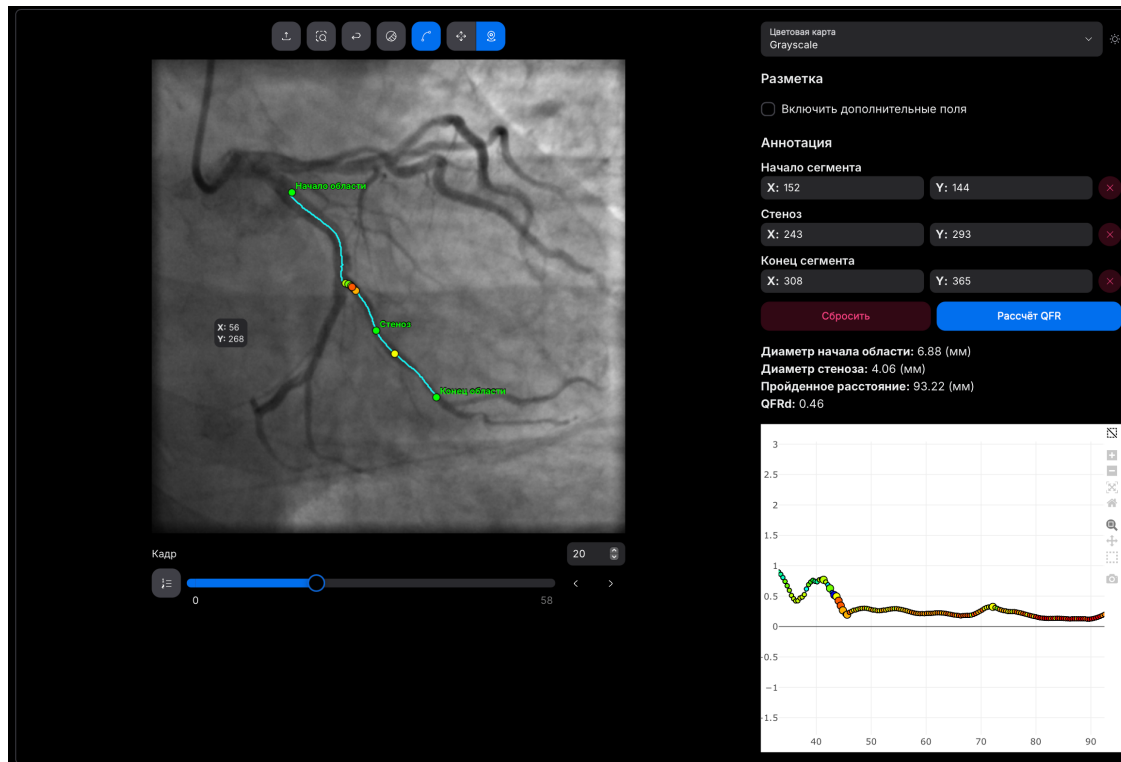 Цветовая карта
Grayscale
Разметка
Включить дополнительные поля
Аннотация
Начало сегмента
X: 152
Y: 144
Стеноз
X: 243
Y: 293
Конец сегмента
X: 308
Y: 365
Сбросить
Рассчёт QFR
Диаметр начала области: 6.88 (мм)
Диаметр стеноза: 4.06 (мм)
Пройденное расстояние: 93.22 (мм)
QFRd: 0.46
Начало области
Стеноз
Конец области
X: 56
Y: 268
Кадр
20
0
58
3
2.5
2
1.5
1
0.5
0
-0.5
−1
-1.5
40
50
60
70
80
90